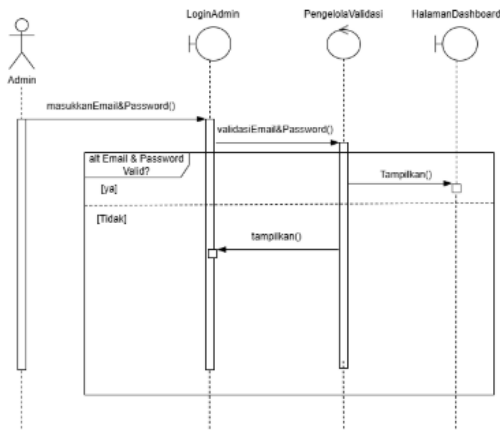 LoginAdmin
PengelolaValidasi
HalamanDashboard
Admin
masukkanEmail&Password()
validasiEmail&Password()
alt Email & Password
Valid?
Tampilkan()
[ya]
[Tidak]
tampilkan()